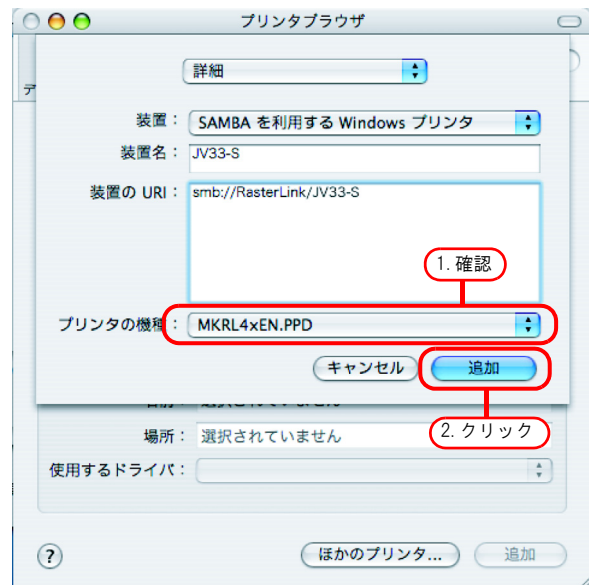 プリンタブラウザ
詳細
デ
装置： SAMBA を利用する Windows プリンタ
装置名： JV33-S
装置の URI： smb://RasterLink/JV33-S
1. 確認
プリンタの機種： MKRL4xEN.PPD
キャンセル 追加
2. クリック
場所： 選択されていません
使用するドライバ：
? ほかのプリンタ... 追加